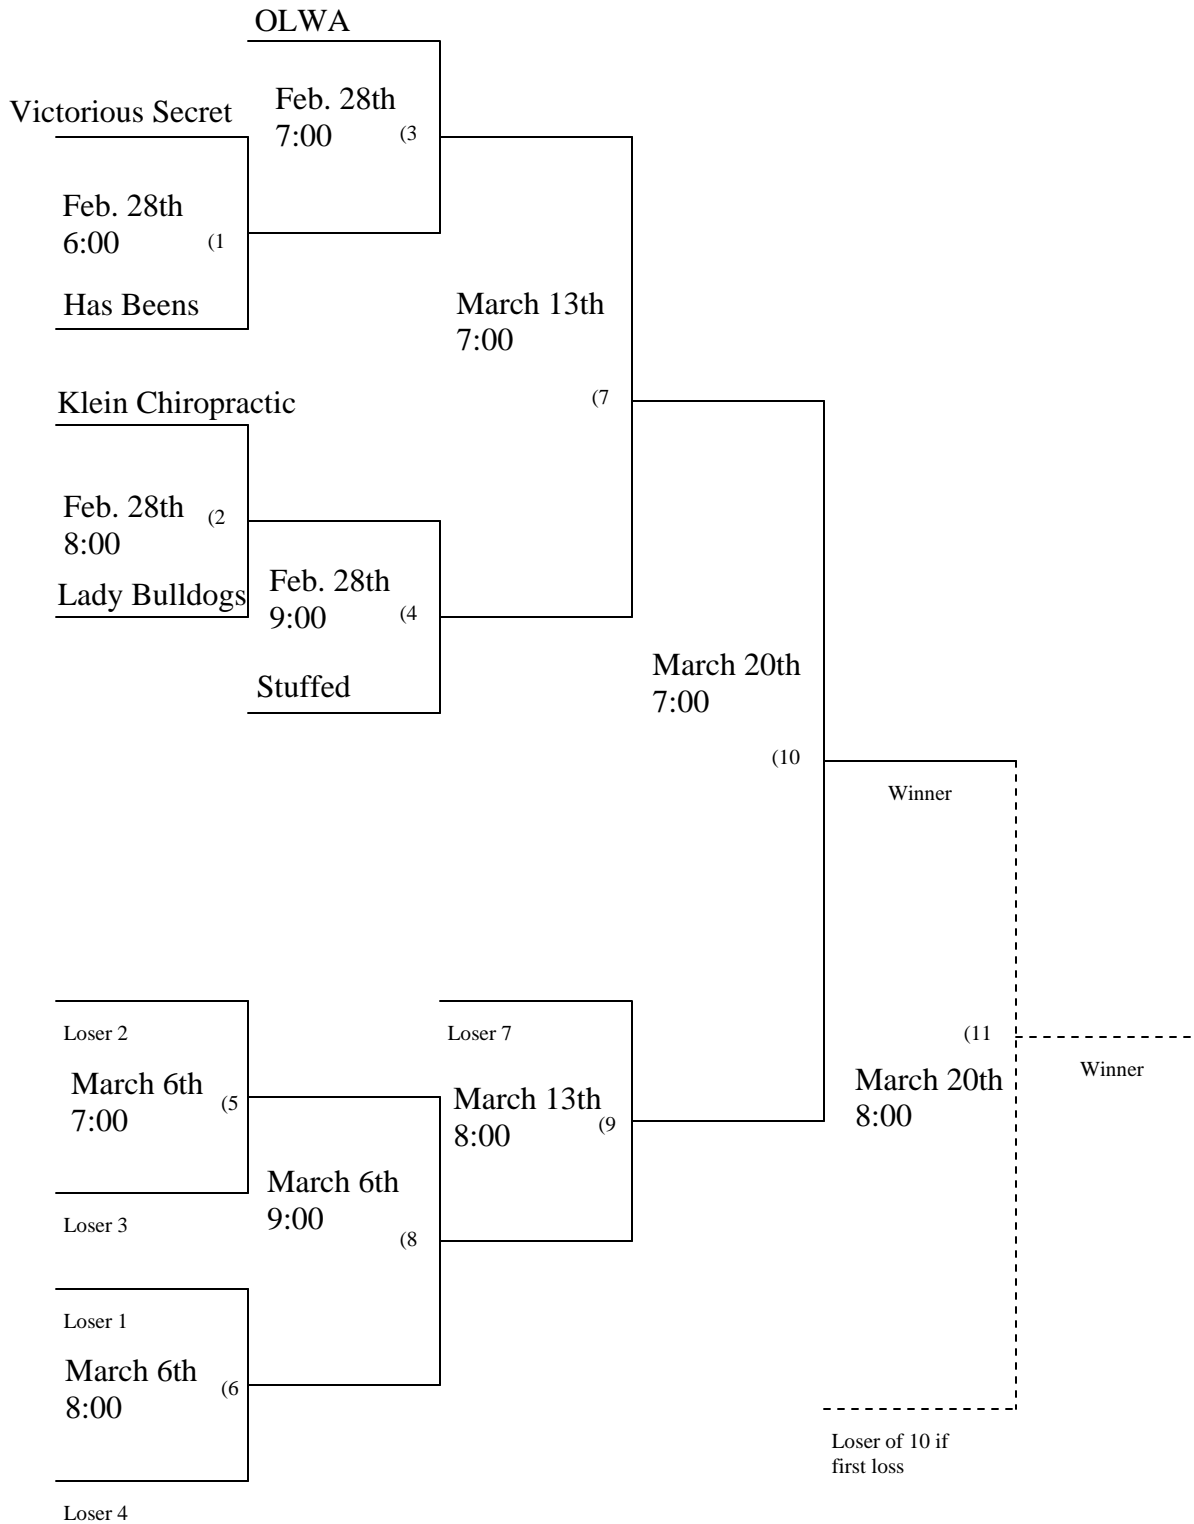 OLWA
Victorious Secret
Feb. 28th
7:00
(3
Feb. 28th
6:00
(1
Has Beens
March 13th
7:00
(7
Klein Chiropractic
Feb. 28th
8:00
(2
Lady Bulldogs
Feb. 28th
9:00
(4
Stuffed
March 20th
7:00
(10
Winner
Loser 2
March 6th
7:00
(5
Loser 3
Loser 7
March 13th
8:00
(9
(11
March 20th
8:00
Winner
March 6th
9:00
(8
Loser 1
March 6th
8:00
(6
Loser 4
Loser of 10 if
first loss